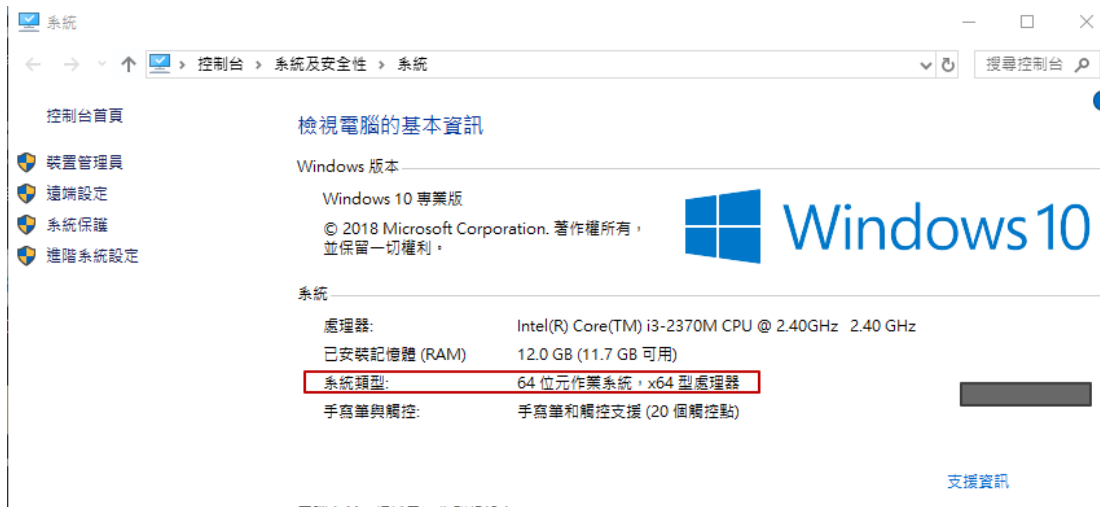 系統
控制台 › 系統及安全性 › 系統
搜尋控制台
控制台首頁
裝置管理員
遠端設定
系統保護
進階系統設定
檢視電腦的基本資訊
Windows 版本
Windows 10 專業版
© 2018 Microsoft Corporation. 著作權所有，
並保留一切權利。
Windows 10
系統
處理器: Intel(R) Core(TM) i3-2370M CPU @ 2.40GHz 2.40 GHz
已安裝記憶體 (RAM) 12.0 GB (11.7 GB 可用)
系統類型: 64 位元作業系統，x64 型處理器
手寫筆與觸控: 手寫筆和觸控支援 (20 個觸控點)
支援資訊